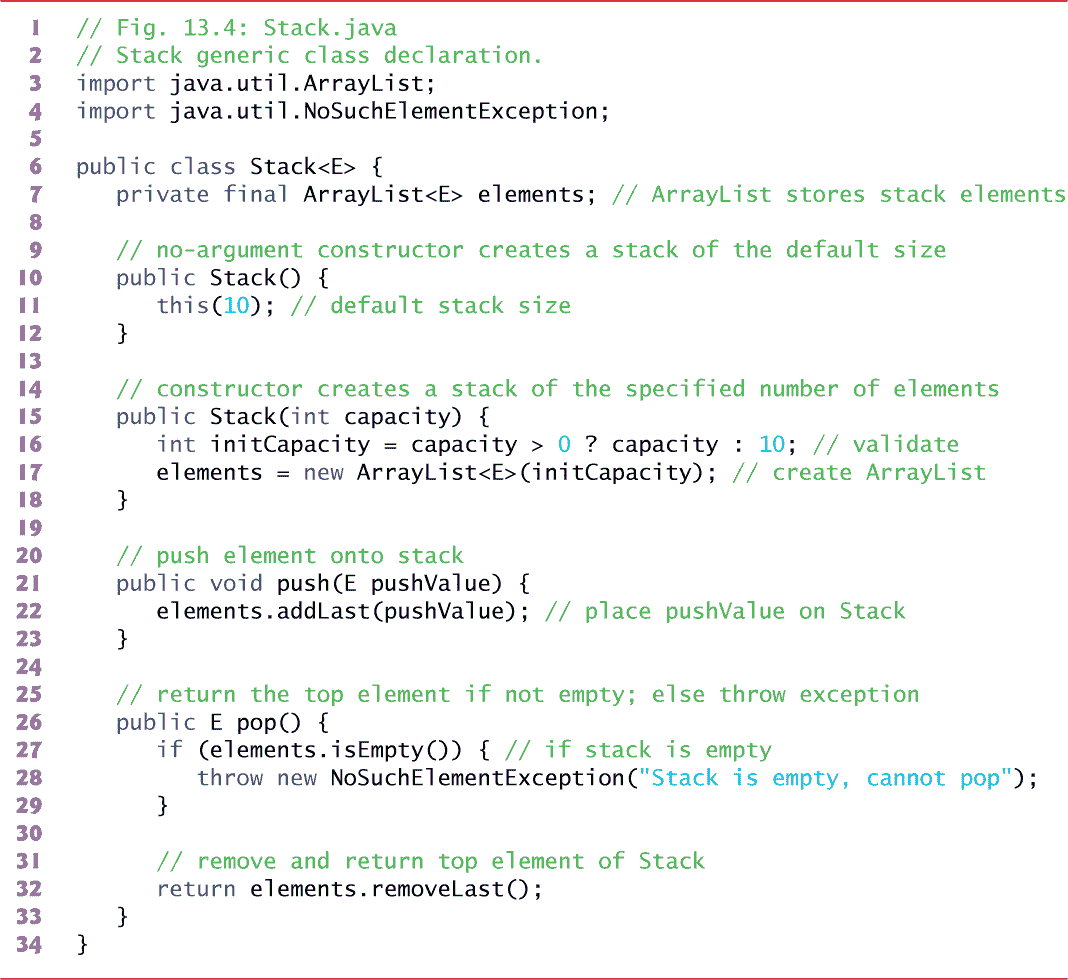 1 // Fig. 13.4: Stack.java
2 // Stack generic class declaration.
3 import java.util.ArrayList;
4 import java.util.NoSuchElementException;
5
6 public class Stack<E> {
7    private final ArrayList<E> elements; // ArrayList stores stack elements
8
9    // no-argument constructor creates a stack of the default size
10    public Stack() {
11       this(10); // default stack size
12    }
13
14    // constructor creates a stack of the specified number of elements
15    public Stack(int capacity) {
16       int initCapacity = capacity > 0 ? capacity : 10; // validate
17       elements = new ArrayList<E>(initCapacity); // create ArrayList
18    }
19
20    // push element onto stack
21    public void push(E pushValue) {
22       elements.addLast(pushValue); // place pushValue on Stack
23    }
24
25    // return the top element if not empty; else throw exception
26    public E pop() {
27       if (elements.isEmpty()) { // if stack is empty
28          throw new NoSuchElementException("Stack is empty, cannot pop");
29       }
30
31       // remove and return top element of Stack
32       return elements.removeLast();
33    }
34 }